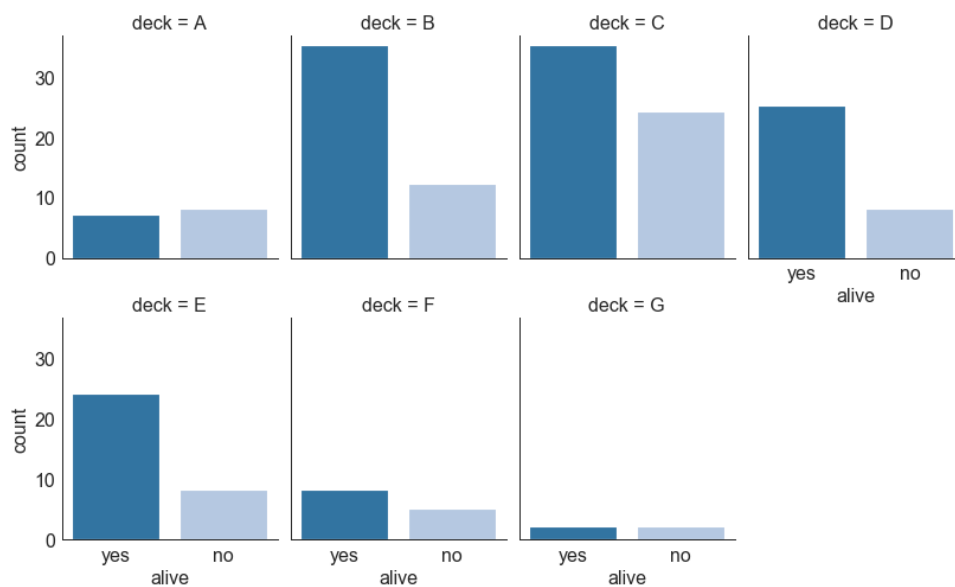 deck = A
deck = B
deck = C
deck = D
count
30
20
10
0
yes
no
alive
deck = E
deck = F
deck = G
count
30
20
10
0
yes
no
alive
yes
no
alive
yes
no
alive